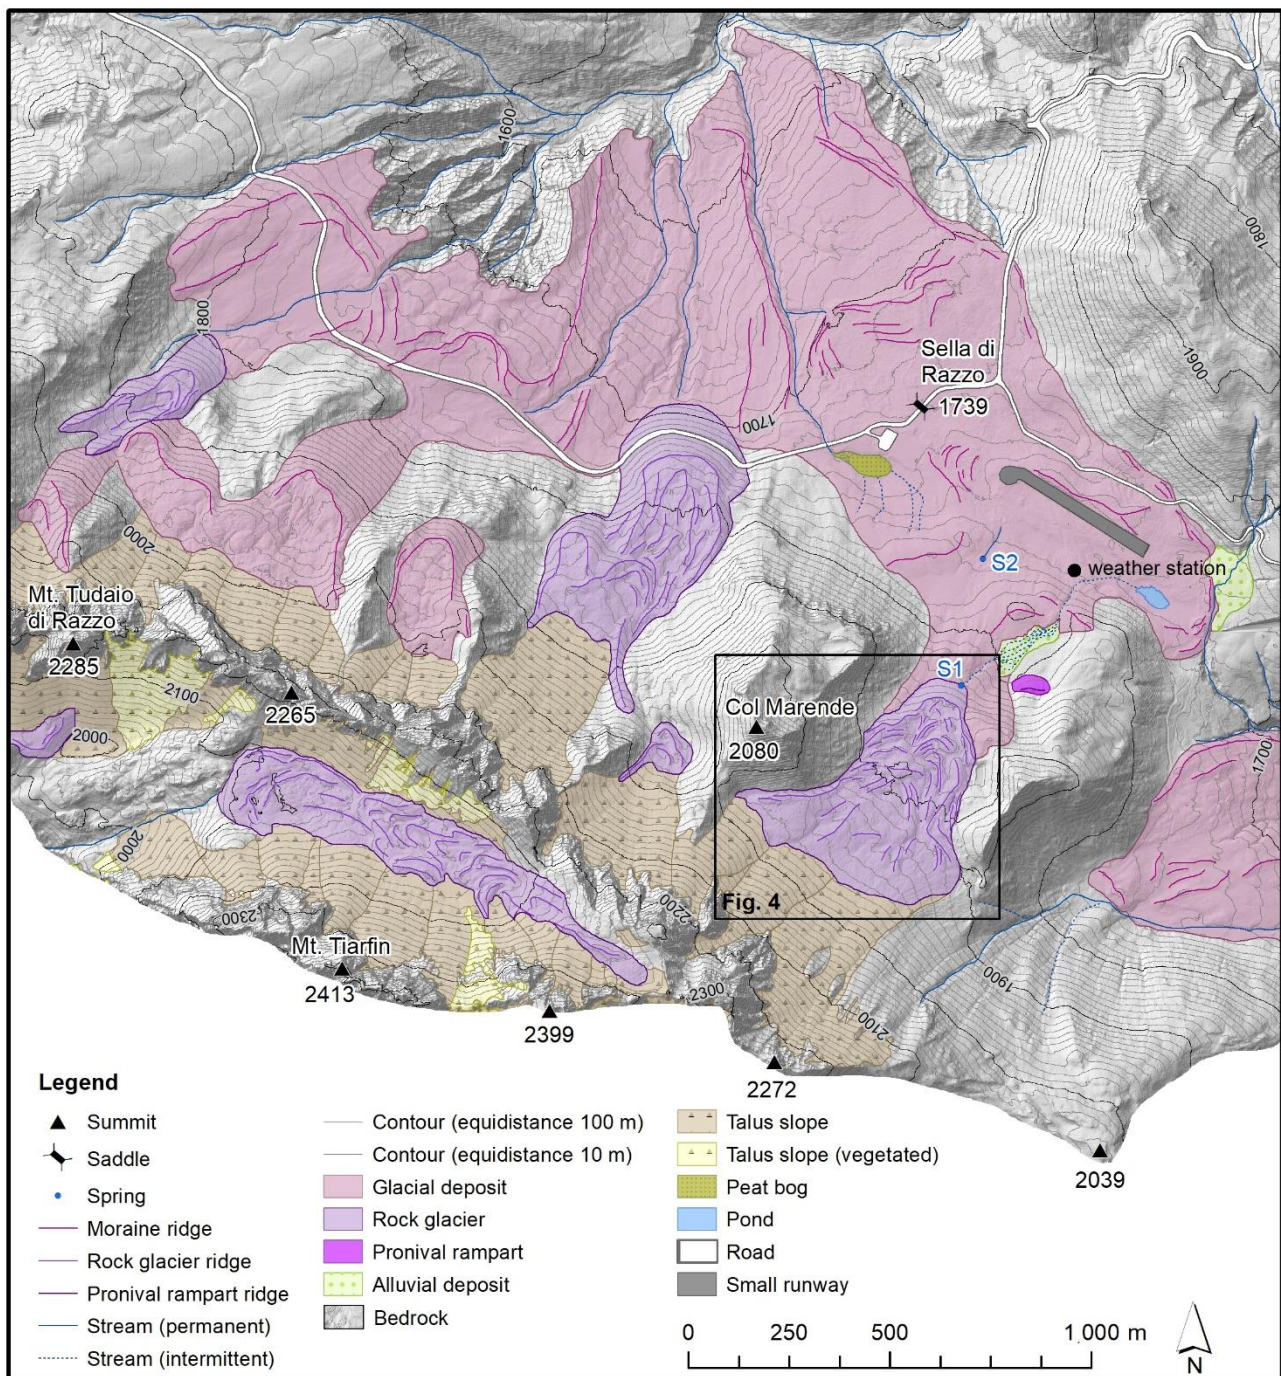 1600
1800
1800
1900
Sella di
Razzo
1739
1700
2000
S2
weather station
Mt. Tudaio
di Razzo
2285
2100
2265
2000
S1
Col Marende
2080
1700
2000
2300
2200
Fig. 4
Mt. Tiarfin
2413
2399
2300
1900
2100
2272
2039
Legend
Summit
Saddle
Spring
Moraine ridge
Rock glacier ridge
Pronival rampart ridge
Stream (permanent)
Stream (intermittent)
Contour (equidistance 100 m)
Contour (equidistance 10 m)
Glacial deposit
Rock glacier
Pronival rampart
Alluvial deposit
Bedrock
Talus slope
Talus slope (vegetated)
Peat bog
Pond
Road
Small runway
0 250 500 1,000 m
N